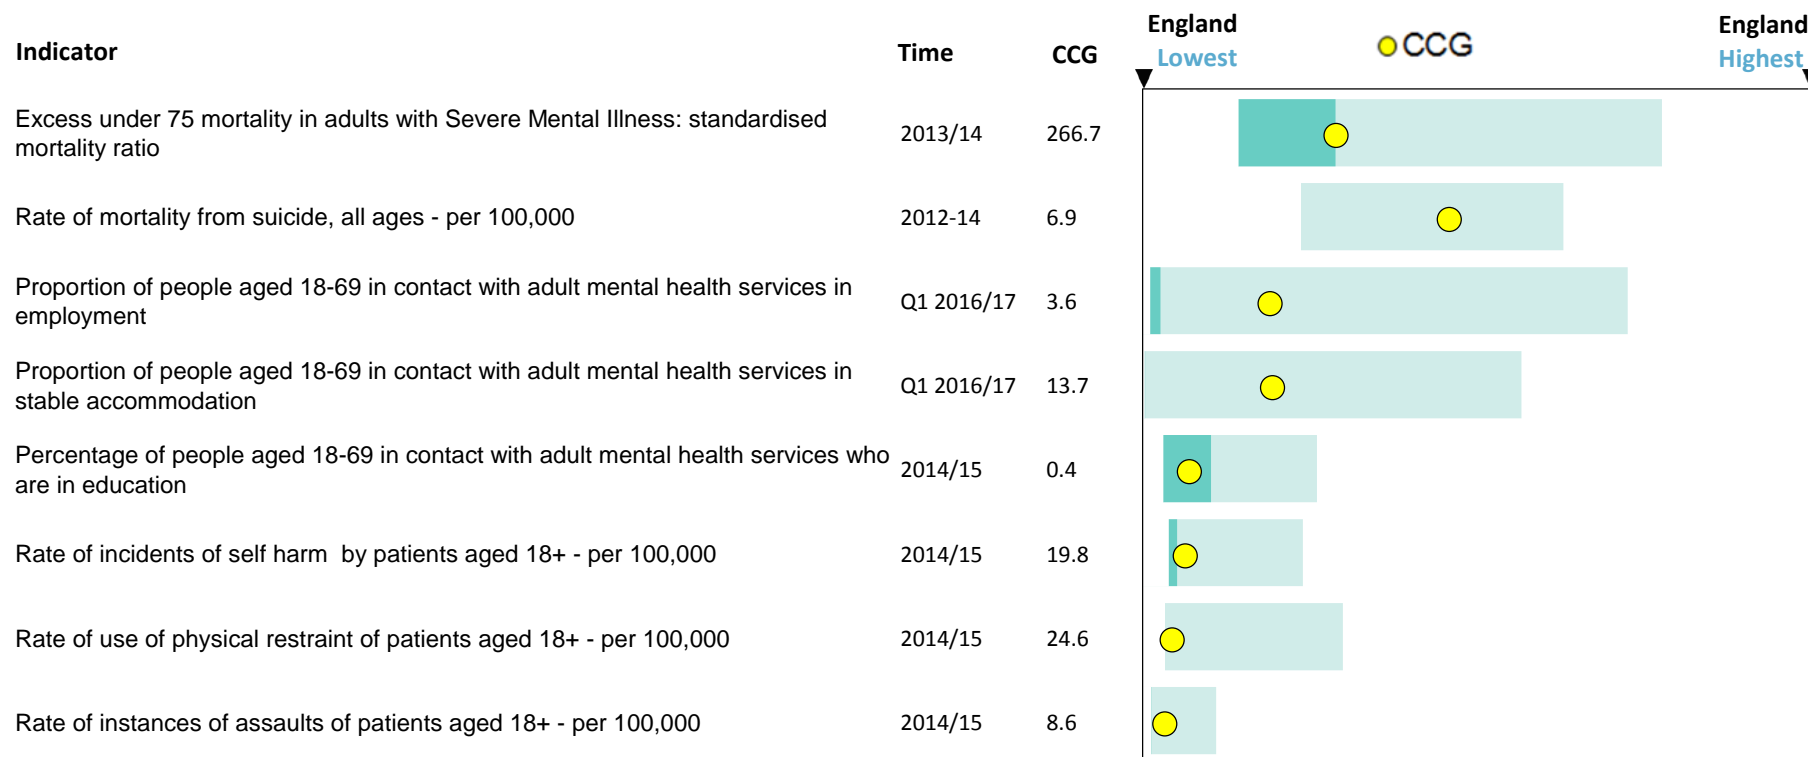 Indicator Time CCG England Lowest CCG England Highest
Excess under 75 mortality in adults with Severe Mental Illness: standardised
mortality ratio
2013/14 266.7
Rate of mortality from suicide, all ages - per 100,000 2012-14 6.9
Proportion of people aged 18-69 in contact with adult mental health services in
employment
Q1 2016/17 3.6
Proportion of people aged 18-69 in contact with adult mental health services in
stable accommodation
Q1 2016/17 13.7
Percentage of people aged 18-69 in contact with adult mental health services who
are in education
2014/15 0.4
Rate of incidents of self harm  by patients aged 18+ - per 100,000 2014/15 19.8
Rate of use of physical restraint of patients aged 18+ - per 100,000 2014/15 24.6
Rate of instances of assaults of patients aged 18+ - per 100,000 2014/15 8.6